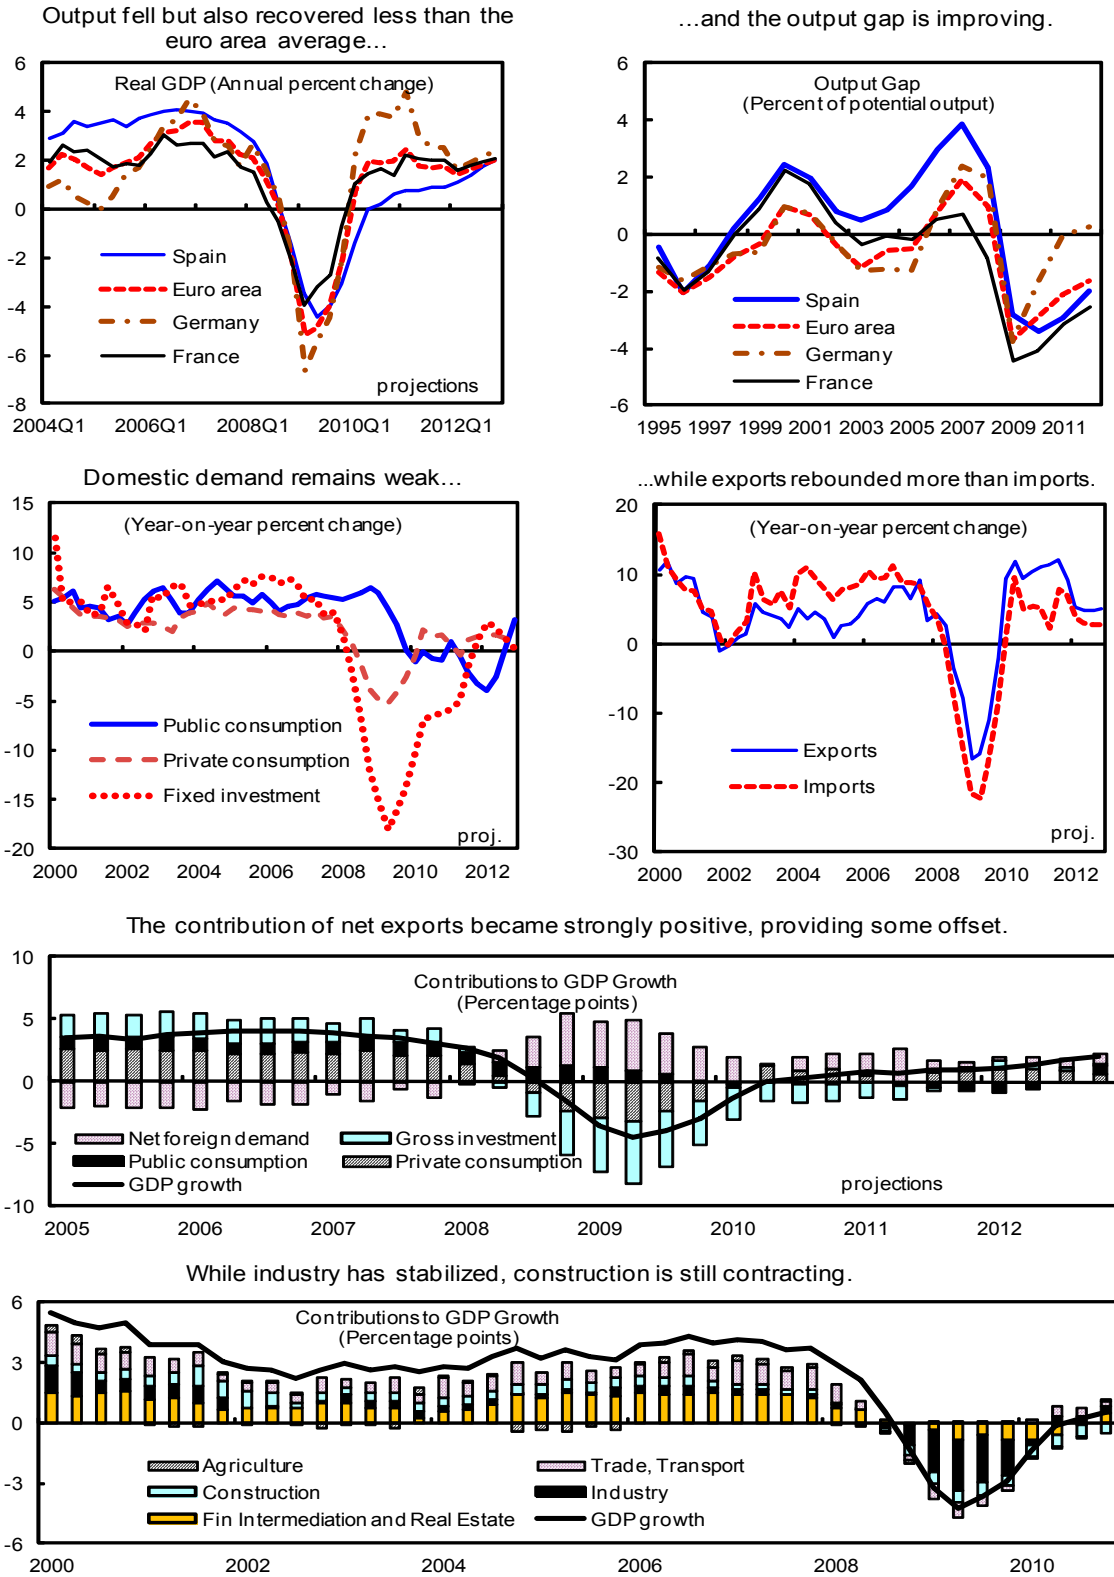 Output fell but also recovered less than the
euro area average...
Real GDP (Annual percent change)
6
4
2
0
-2
-4
-6
-8
Spain
Euro area
Germany
France
projections
2004Q1 2006Q1 2008Q1 2010Q1 2012Q1
...and the output gap is improving.
Output Gap
(Percent of potential output)
6
4
2
0
-2
-4
-6
Spain
Euro area
Germany
France
1995 1997 1999 2001 2003 2005 2007 2009 2011
Domestic demand remains weak...
(Year-on-year percent change)
15
10
5
0
-5
-10
-15
-20
Public consumption
Private consumption
Fixed investment
proj.
2000 2002 2004 2006 2008 2010 2012
...while exports rebounded more than imports.
(Year-on-year percent change)
20
10
0
-10
-20
-30
Exports
Imports
proj.
2000 2002 2004 2006 2008 2010 2012
The contribution of net exports became strongly positive, providing some offset.
Contributions to GDP Growth
(Percentage points)
10
5
0
-5
-10
Net foreign demand Gross investment
Public consumption Private consumption
GDP growth
projections
2005 2006 2007 2008 2009 2010 2011 2012
While industry has stabilized, construction is still contracting.
Contributions to GDP Growth
(Percentage points)
6
3
0
-3
-6
Agriculture Trade, Transport
Construction Industry
Fin Intermediation and Real Estate GDP growth
2000 2002 2004 2006 2008 2010